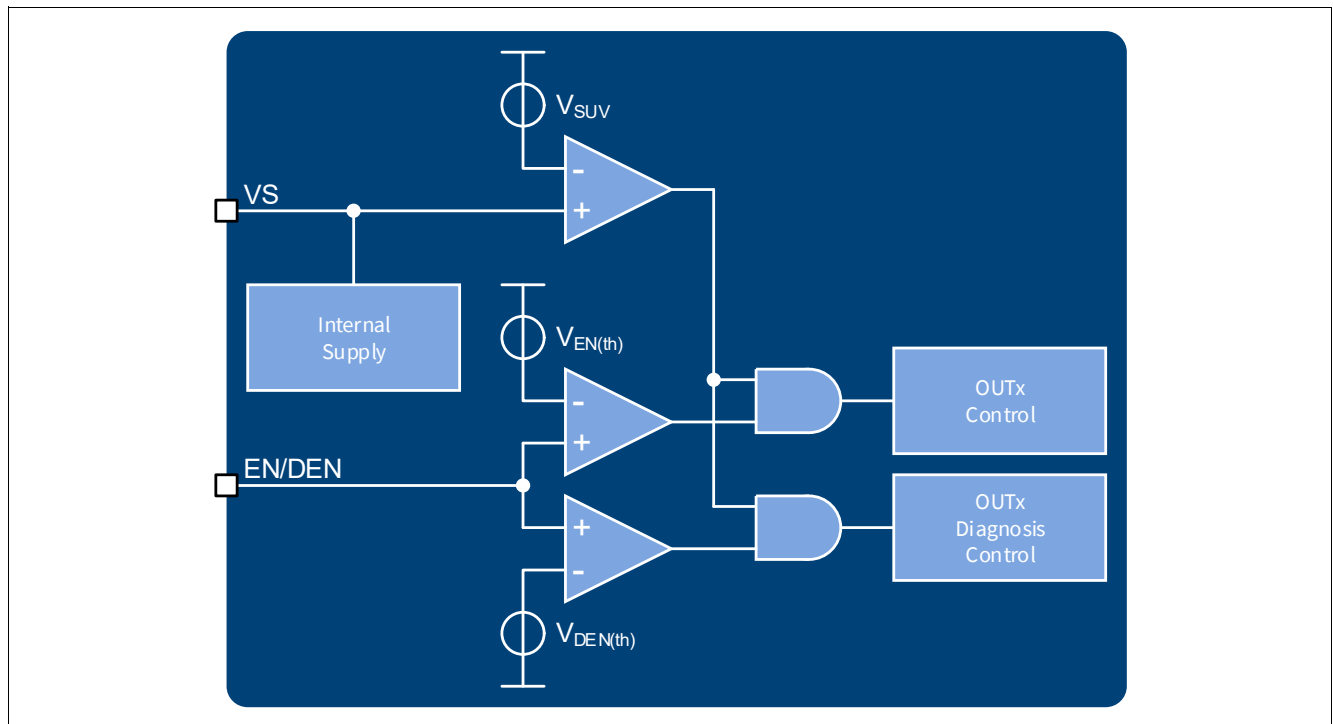 VSUV
-
VS
+
Internal
Supply
VEN(th)
-
+
OUTx
Control
EN/DEN
+
-
OUTx
Diagnosis
Control
VDEN(th)